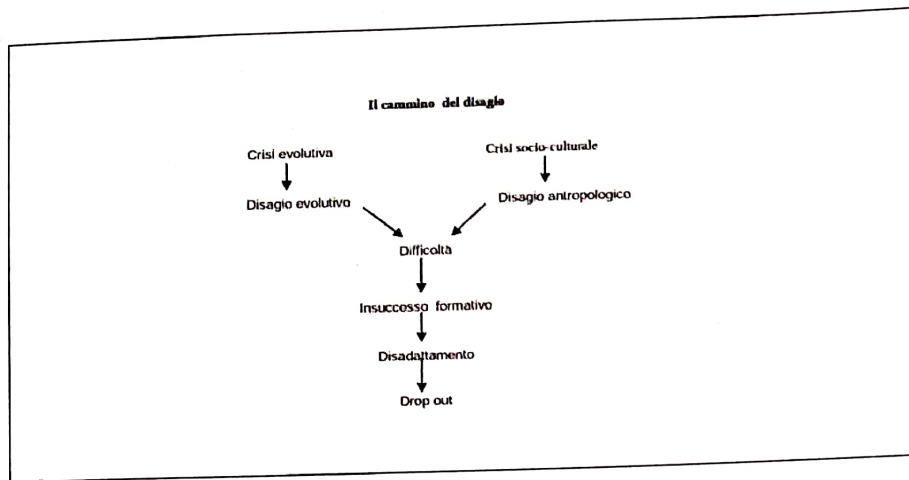 Il cammino del disagio
Crisi evolutiva
Crisi socio-culturale
Disagio evolutivo
Disagio antropologico
Difficoltà
Insuccesso formativo
Disadattamento
Drop out